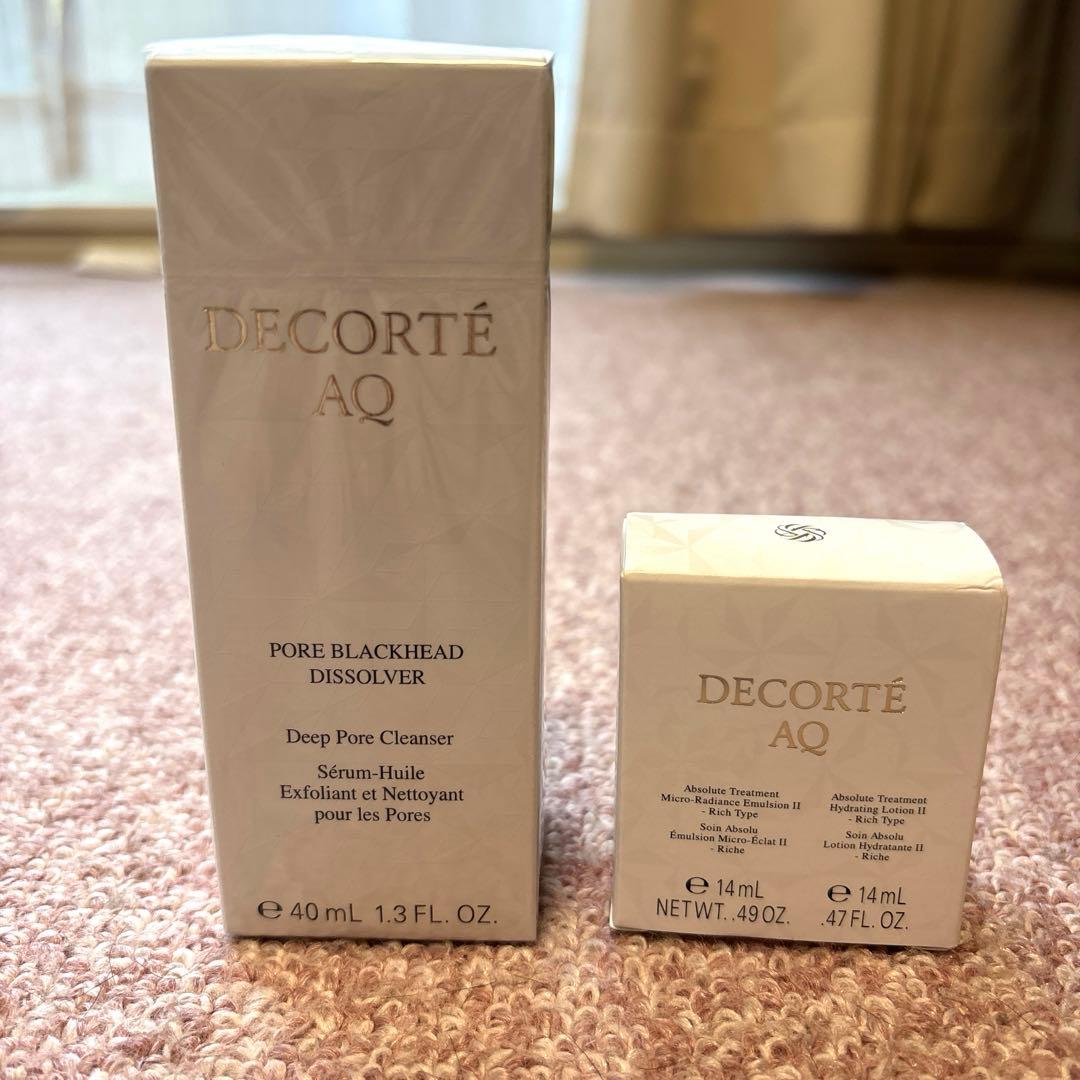 DECORTÉ
AQ
PORE BLACKHEAD
DISSOLVER
Deep Pore Cleanser
Sérum-Huile
Exfoliant et Nettoyant
pour les Pores
℮ 40 mL 1.3 FL. OZ.
DECORTÉ
AQ
Absolute Treatment
Micro-Radiance Emulsion II
- Rich Type
Soin Absolu
Émulsion Micro-Éclat II
- Riche
℮ 14 mL
NET WT. .49 OZ.
Absolute Treatment
Hydrating Lotion II
- Rich Type
Soin Absolu
Lotion Hydratante II
- Riche
℮ 14 mL
.47 FL. OZ.